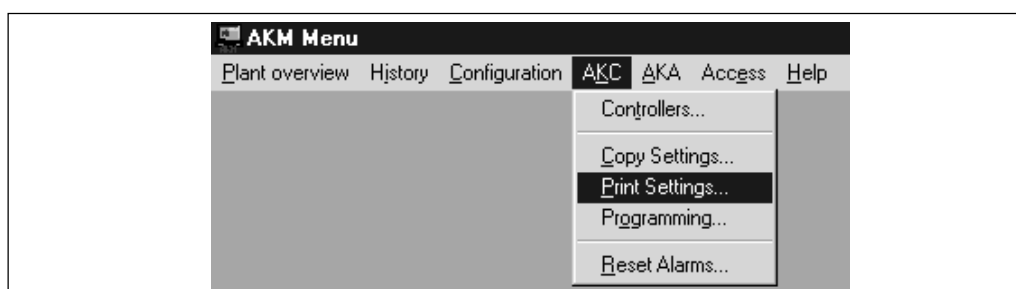 AKM Menu
Plant overview History Configuration AKC AKA Access Help
Controllers...
Copy Settings...
Print Settings...
Programming...
Reset Alarms...